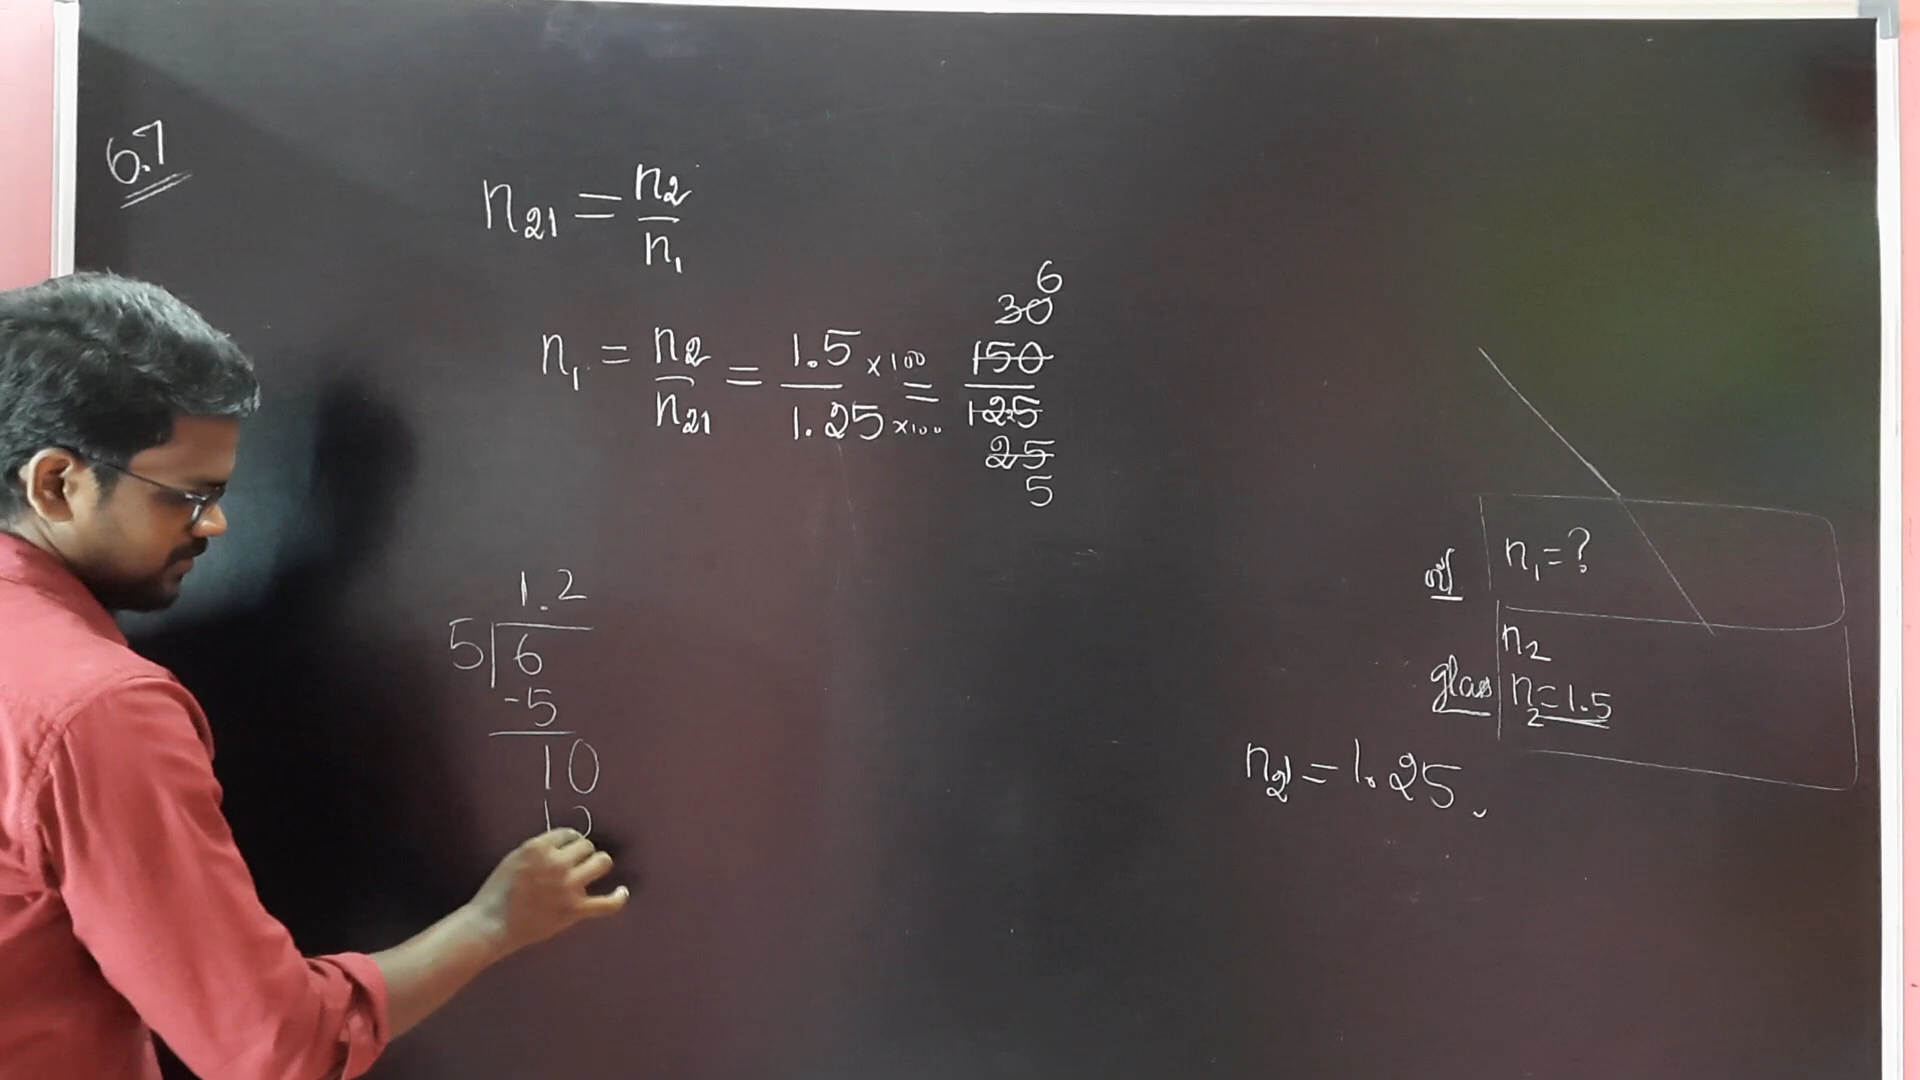 6.7
n₂₁ = n₂/n₁
n₁ = n₂/n₂₁ = 1.5 × 100 / 1.25 × 100 = 150/125
30
6
25
5
1.2
5 | 6
-5
10
10
n₁ = ?
n₂
glass n₂ = 1.5
n₂₁ = 1.25